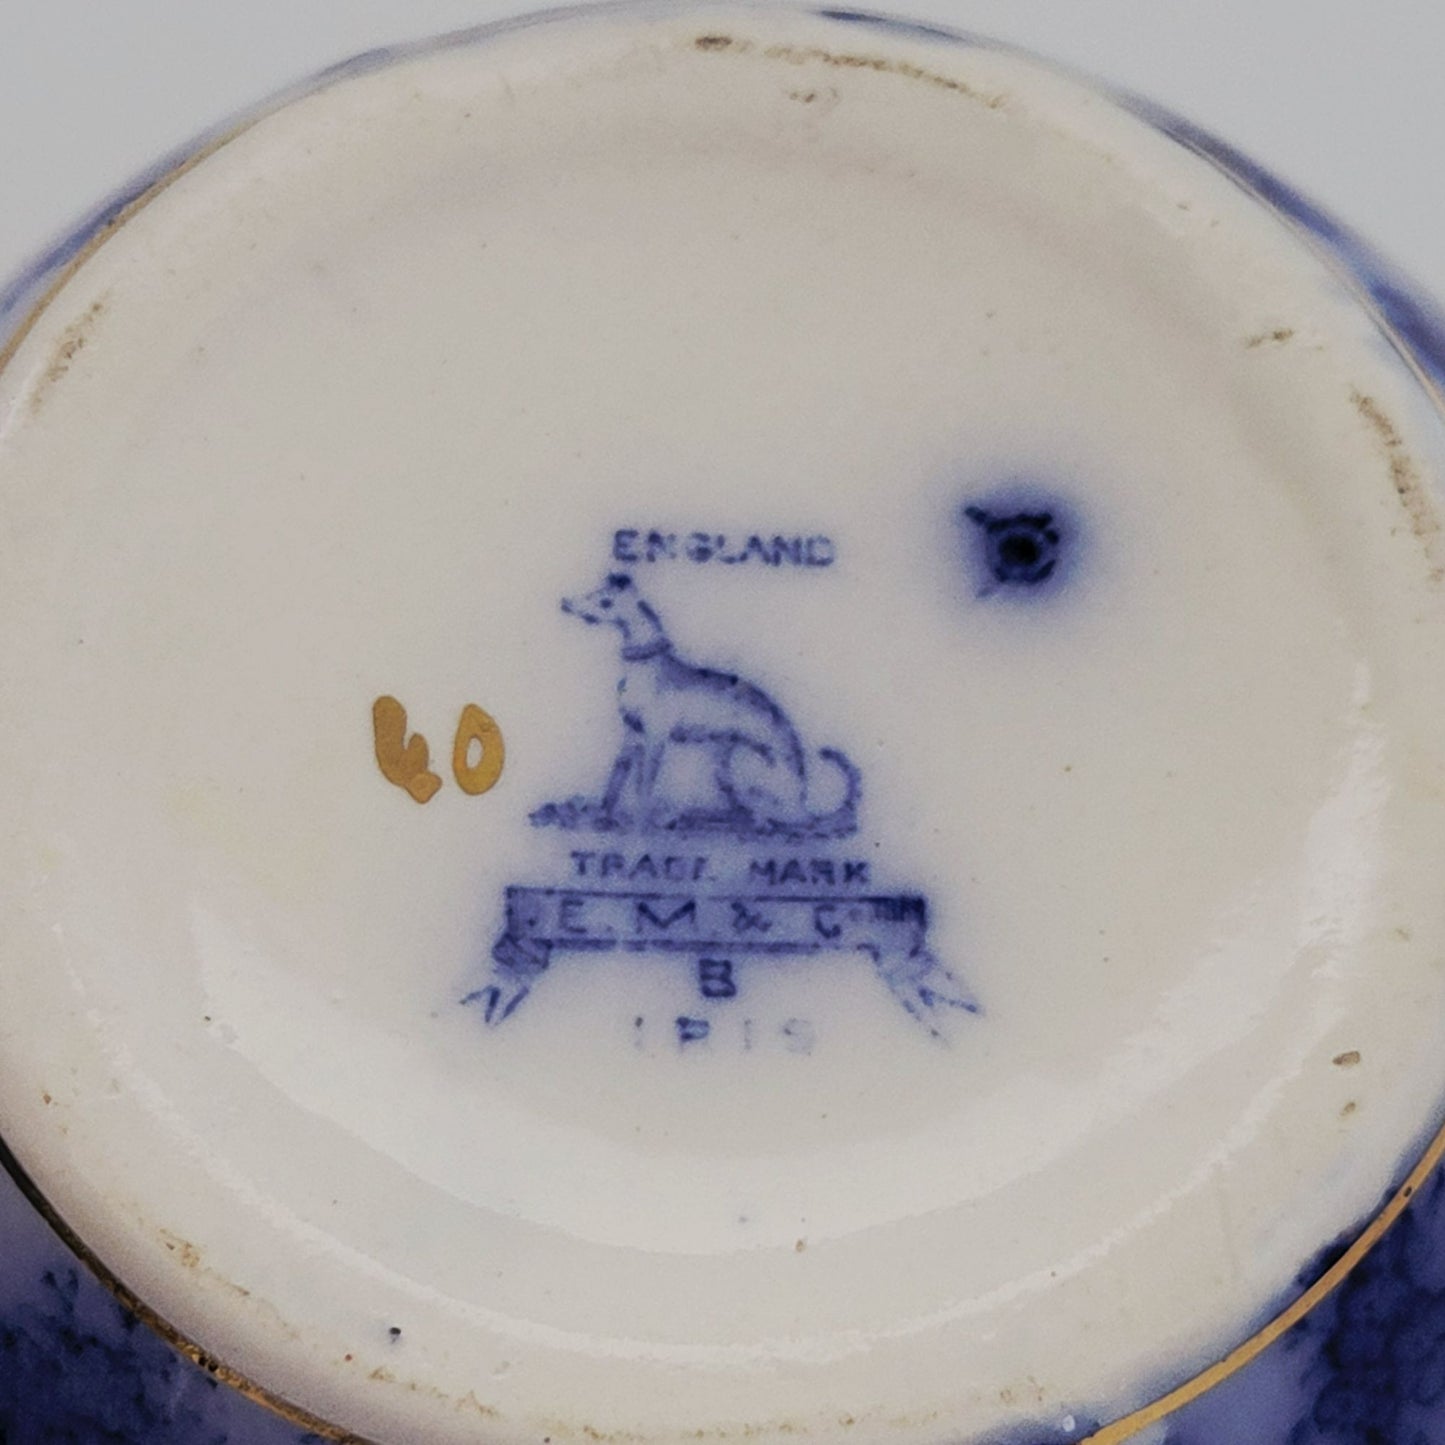 ENGLAND
40
TRADE MARK
E. M. & Co
B
IRIS